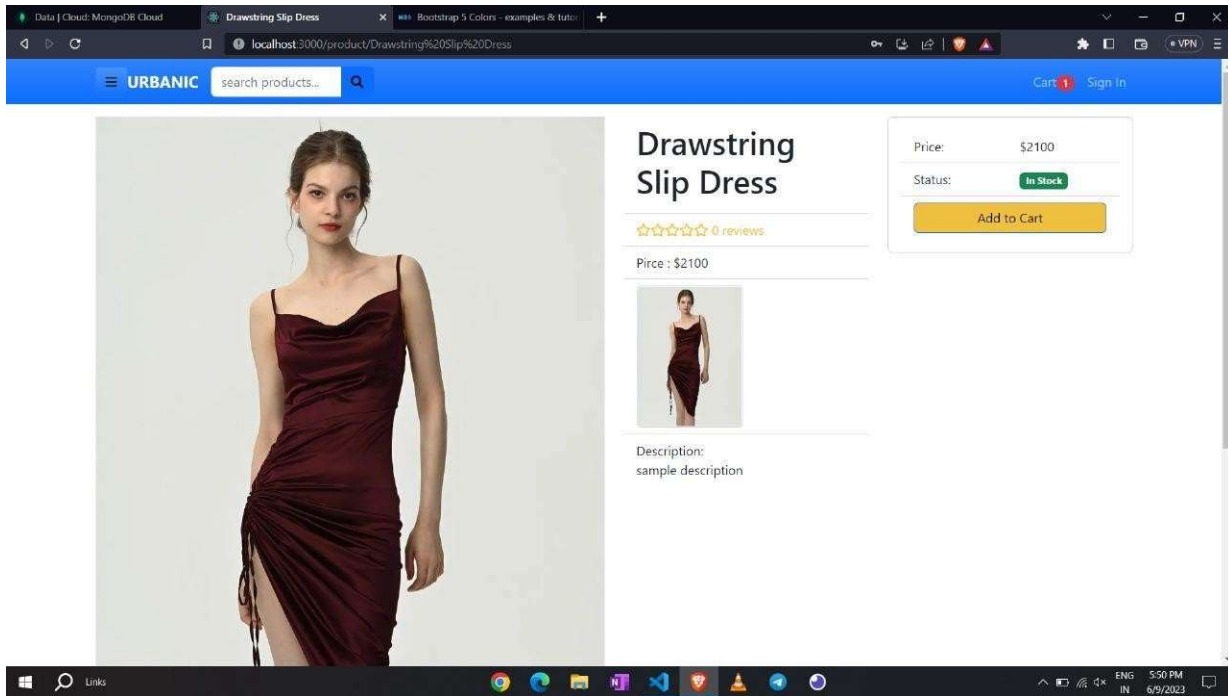 Data | Cloud: MongoDB Cloud
Drawstring Slip Dress
Bootstrap 5 Colors - examples & tutor
localhost:3000/product/Drawstring%20Slip%20Dress
VPN
URBANIC
search products...
Cart 1
Sign In
Drawstring
Slip Dress
0 reviews
Pirce : $2100
Description:
sample description
Price: $2100
Status: In Stock
Add to Cart
Links
ENG
IN
5:50 PM
6/9/2023